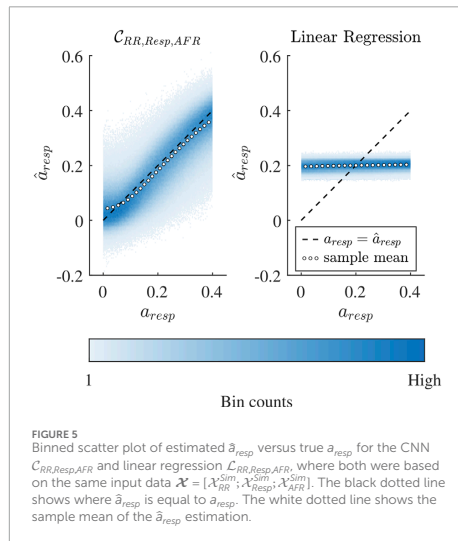 𝒞_RR,Resp,AFR
Linear Regression
0.6
0.4
0.2
0
-0.2
â_resp
0
0.2
0.4
a_resp
0.6
0.4
0.2
0
-0.2
â_resp
a_resp = â_resp
sample mean
0
0.2
0.4
a_resp
1
High
Bin counts
FIGURE 5
Binned scatter plot of estimated â_resp versus true a_resp for the CNN
𝒞_RR,Resp,AFR and linear regression ℒ_RR,Resp,AFR, where both were based
on the same input data 𝓧 = [𝒳_RR^Sim; 𝒳_Resp^Sim; 𝒳_AFR^Sim]. The black dotted line
shows where â_resp is equal to a_resp. The white dotted line shows the
sample mean of the â_resp estimation.